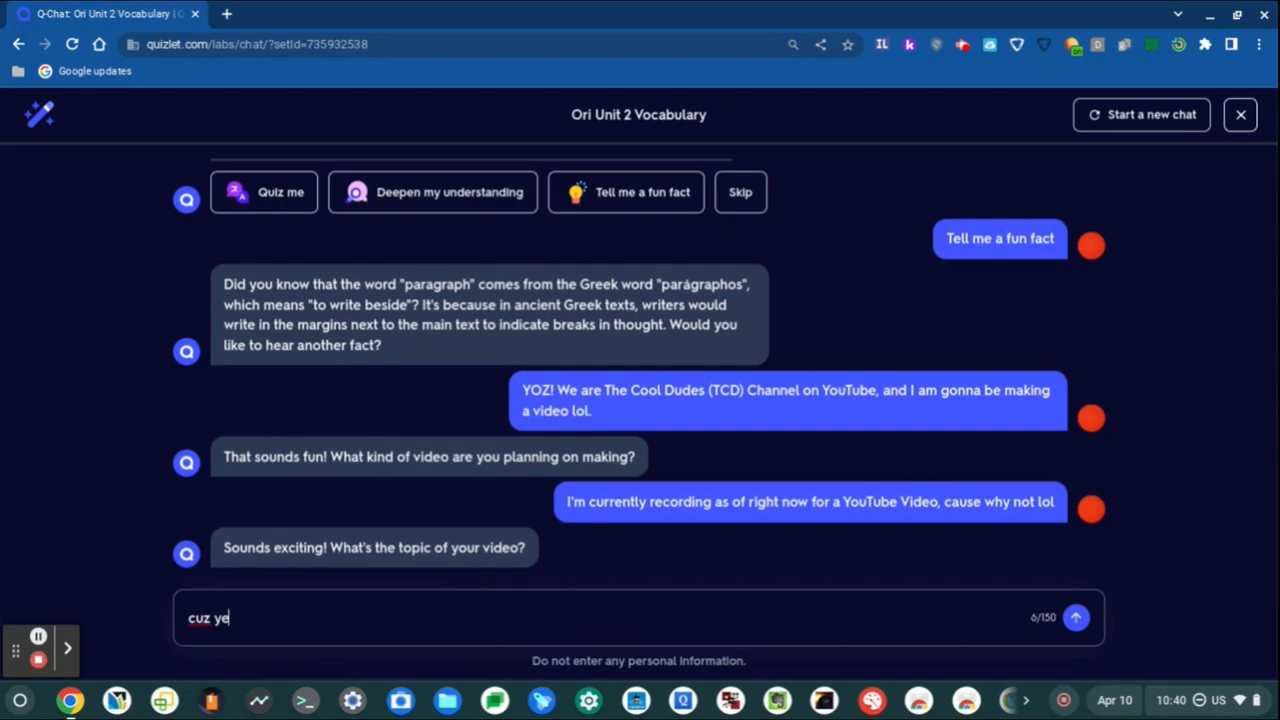 Q-Chat: Ori Unit 2 Vocabulary | Q
quizlet.com/labs/chat/?setId=735932538
IL
k
ON
D
Google updates
Ori Unit 2 Vocabulary
Start a new chat
Quiz me
Deepen my understanding
Tell me a fun fact
Skip
Tell me a fun fact
Did you know that the word "paragraph" comes from the Greek word "parágraphos",
which means "to write beside"? It's because in ancient Greek texts, writers would
write in the margins next to the main text to indicate breaks in thought. Would you
like to hear another fact?
YOZ! We are The Cool Dudes (TCD) Channel on YouTube, and I am gonna be making
a video lol.
That sounds fun! What kind of video are you planning on making?
I'm currently recording as of right now for a YouTube Video, cause why not lol
Sounds exciting! What's the topic of your video?
cuz ye
6/150
Do not enter any personal information.
Apr 10
10:40
US